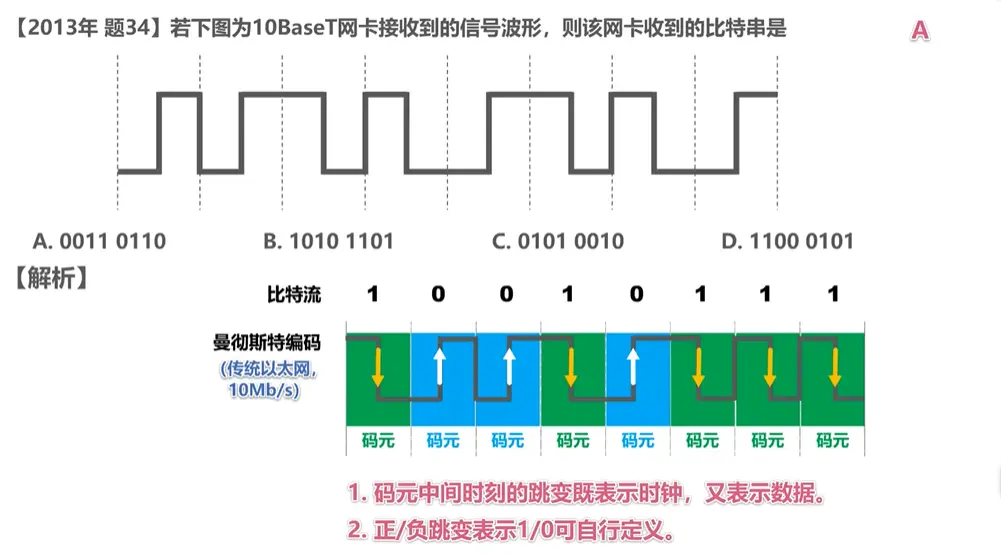 【2013年 题34】若下图为10BaseT网卡接收到的信号波形，则该网卡收到的比特串是
A
A. 0011 0110 B. 1010 1101 C. 0101 0010 D. 1100 0101
【解析】
比特流 1 0 0 1 0 1 1 1
曼彻斯特编码
(传统以太网，
10Mb/s)
码元 码元 码元 码元 码元 码元 码元 码元
1. 码元中间时刻的跳变既表示时钟，又表示数据。
2. 正/负跳变表示1/0可自行定义。